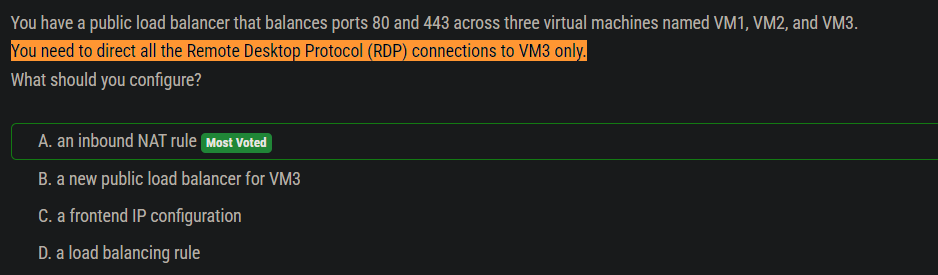 You have a public load balancer that balances ports 80 and 443 across three virtual machines named VM1, VM2, and VM3.
You need to direct all the Remote Desktop Protocol (RDP) connections to VM3 only.
What should you configure?
A. an inbound NAT rule Most Voted
B. a new public load balancer for VM3
C. a frontend IP configuration
D. a load balancing rule